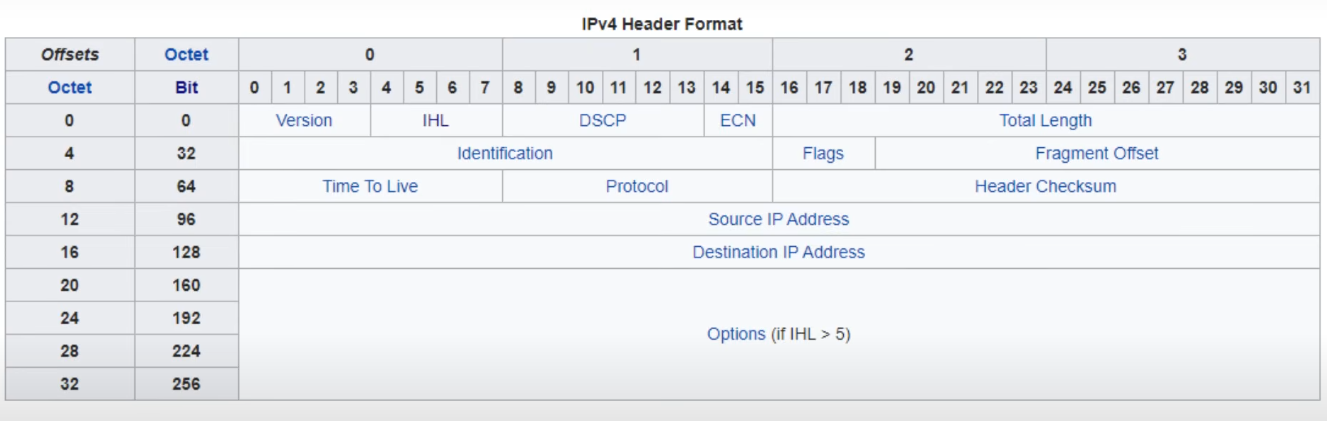 IPv4 Header Format
Offsets Octet 0 1 2 3
Octet Bit 0 1 2 3 4 5 6 7 8 9 10 11 12 13 14 15 16 17 18 19 20 21 22 23 24 25 26 27 28 29 30 31
0 0 Version IHL DSCP ECN Total Length
4 32 Identification Flags Fragment Offset
8 64 Time To Live Protocol Header Checksum
12 96 Source IP Address
16 128 Destination IP Address
20 160
24 192
Options (if IHL > 5)
28 224
32 256